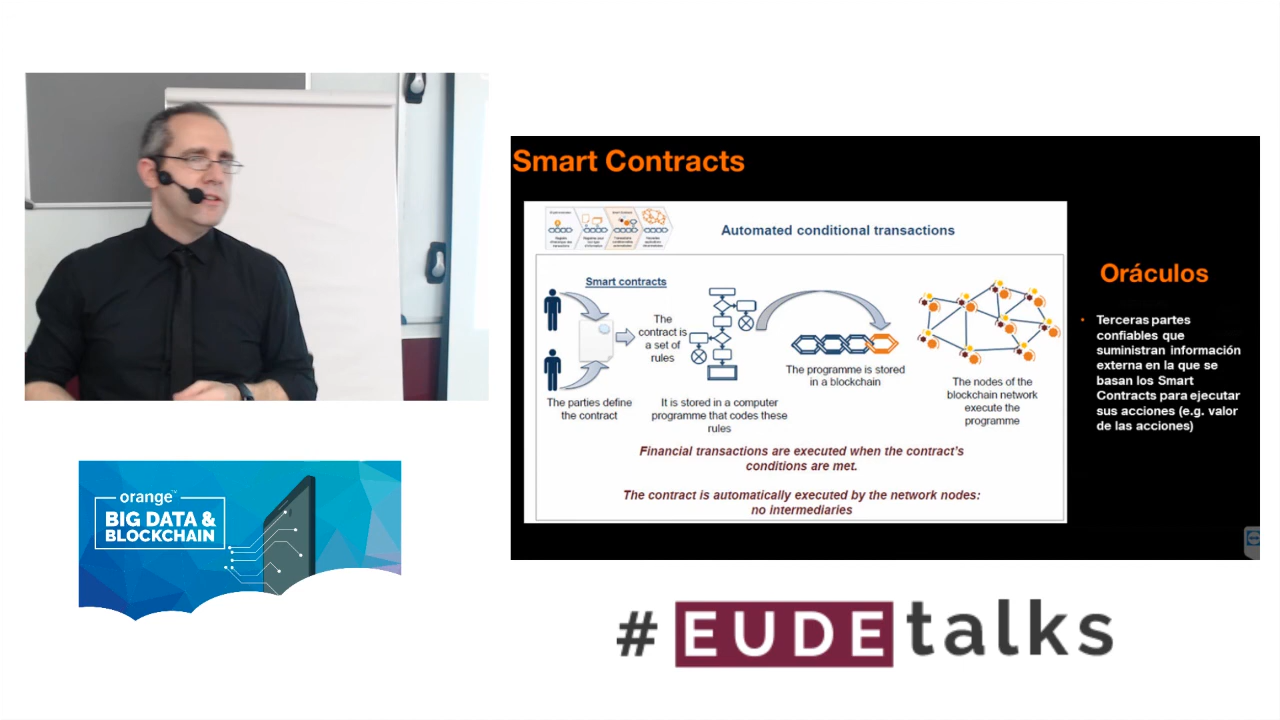 Smart Contracts
Automated conditional transactions
Smart contracts
The
contract is
a set of
rules
The parties define
the contract
It is stored in a computer
programme that codes these
rules
The programme is stored
in a blockchain
The nodes of the
blockchain network
execute the
programme
Financial transactions are executed when the contract's
conditions are met.
The contract is automatically executed by the network nodes:
no intermediaries
Oráculos
• Terceras partes
confiables que
suministran información
externa en la que se
basan los Smart
Contracts para ejecutar
sus acciones (e.g. valor
de las acciones)
orange™
BIG DATA &
BLOCKCHAIN
# EUDEtalks